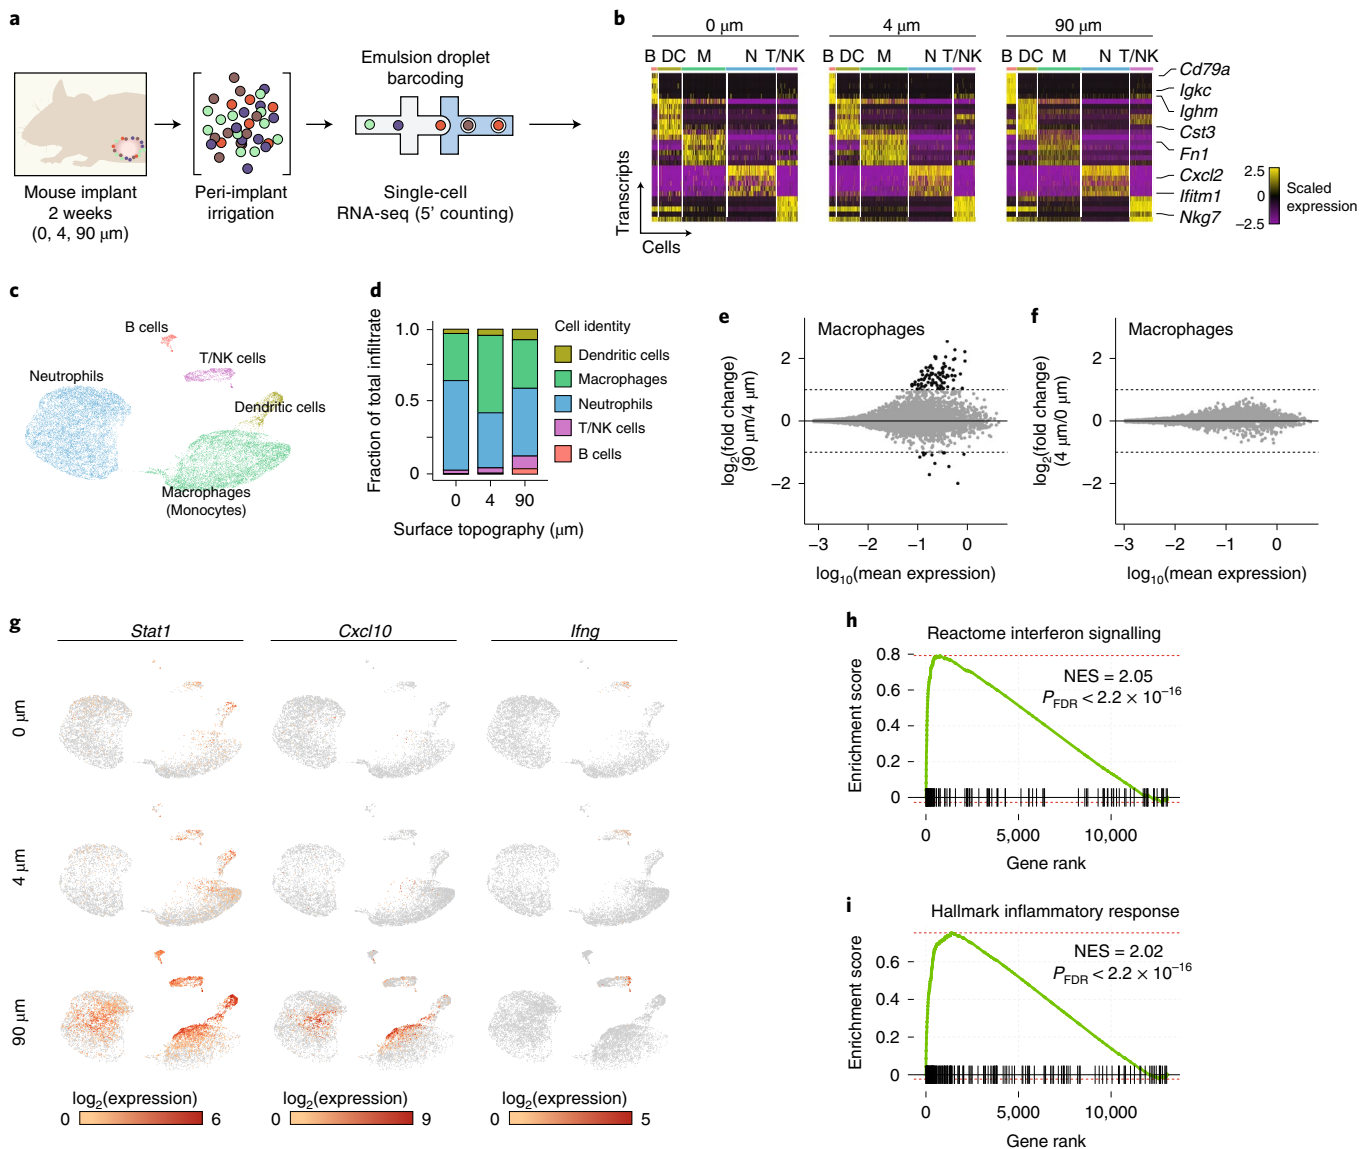 a
Emulsion droplet
barcoding
Mouse implant
2 weeks
(0, 4, 90 μm)
Peri-implant
irrigation
Single-cell
RNA-seq (5' counting)
b
0 μm
4 μm
90 μm
B DC M N T/NK
B DC M N T/NK
B DC M N T/NK
Cd79a
Igkc
Ighm
Cst3
Fn1
Cxcl2
Ifitm1
Nkg7
Transcripts
Cells
2.5
0
−2.5
Scaled
expression
c
B cells
T/NK cells
Neutrophils
Dendritic cells
Macrophages
(Monocytes)
d
Fraction of total infiltrate
1.0
0.5
0
0 4 90
Surface topography (μm)
Cell identity
Dendritic cells
Macrophages
Neutrophils
T/NK cells
B cells
e
Macrophages
log2(fold change)
(90 μm/4 μm)
2
0
−2
−3 −2 −1 0
log10(mean expression)
f
Macrophages
log2(fold change)
(4 μm/0 μm)
2
0
−2
−3 −2 −1 0
log10(mean expression)
g
Stat1
Cxcl10
Ifng
0 μm
4 μm
90 μm
log2(expression)
0 6
log2(expression)
0 9
log2(expression)
0 5
h
Reactome interferon signalling
Enrichment score
0.8
0.6
0.4
0.2
0
NES = 2.05
PFDR < 2.2 × 10−16
0 5,000 10,000
Gene rank
i
Hallmark inflammatory response
Enrichment score
0.6
0.4
0.2
0
NES = 2.02
PFDR < 2.2 × 10−16
0 5,000 10,000
Gene rank